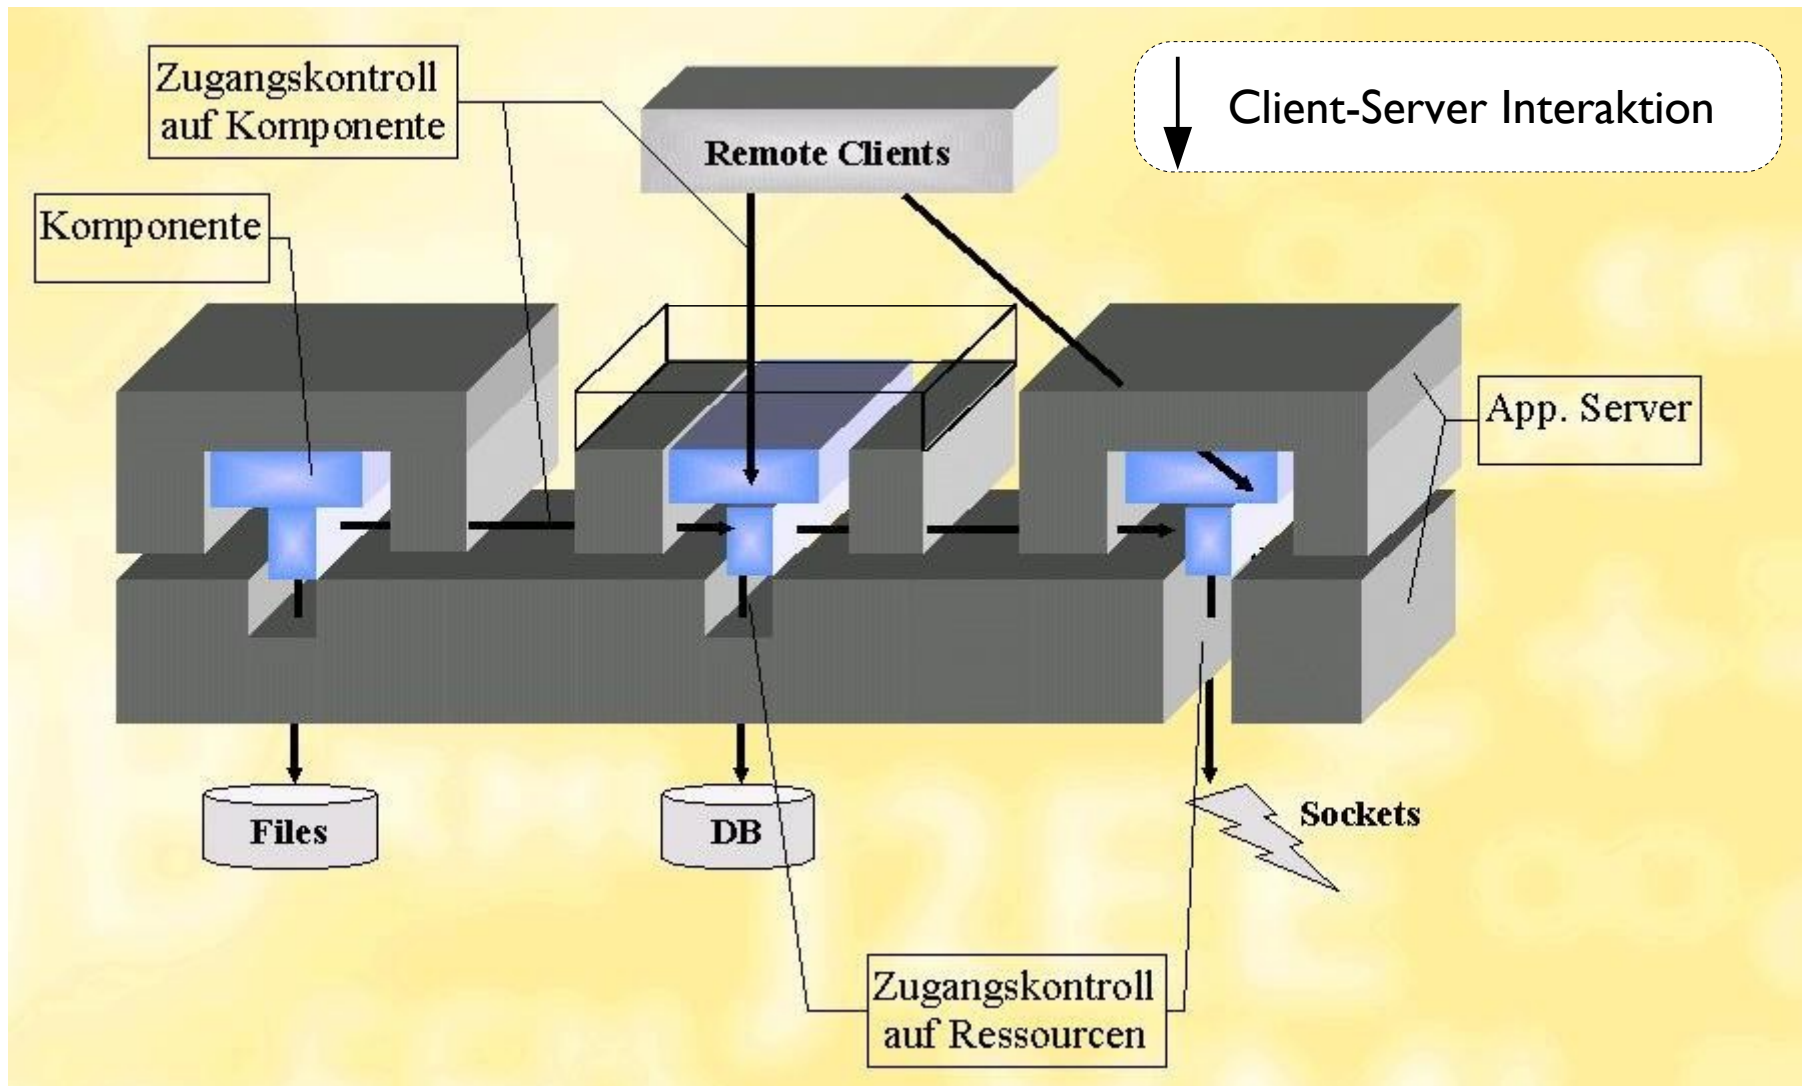 Zugangskontroll
auf Komponente
Client-Server Interaktion
Remote Clients
Komponente
App. Server
Files
DB
Sockets
Zugangskontroll
auf Ressourcen